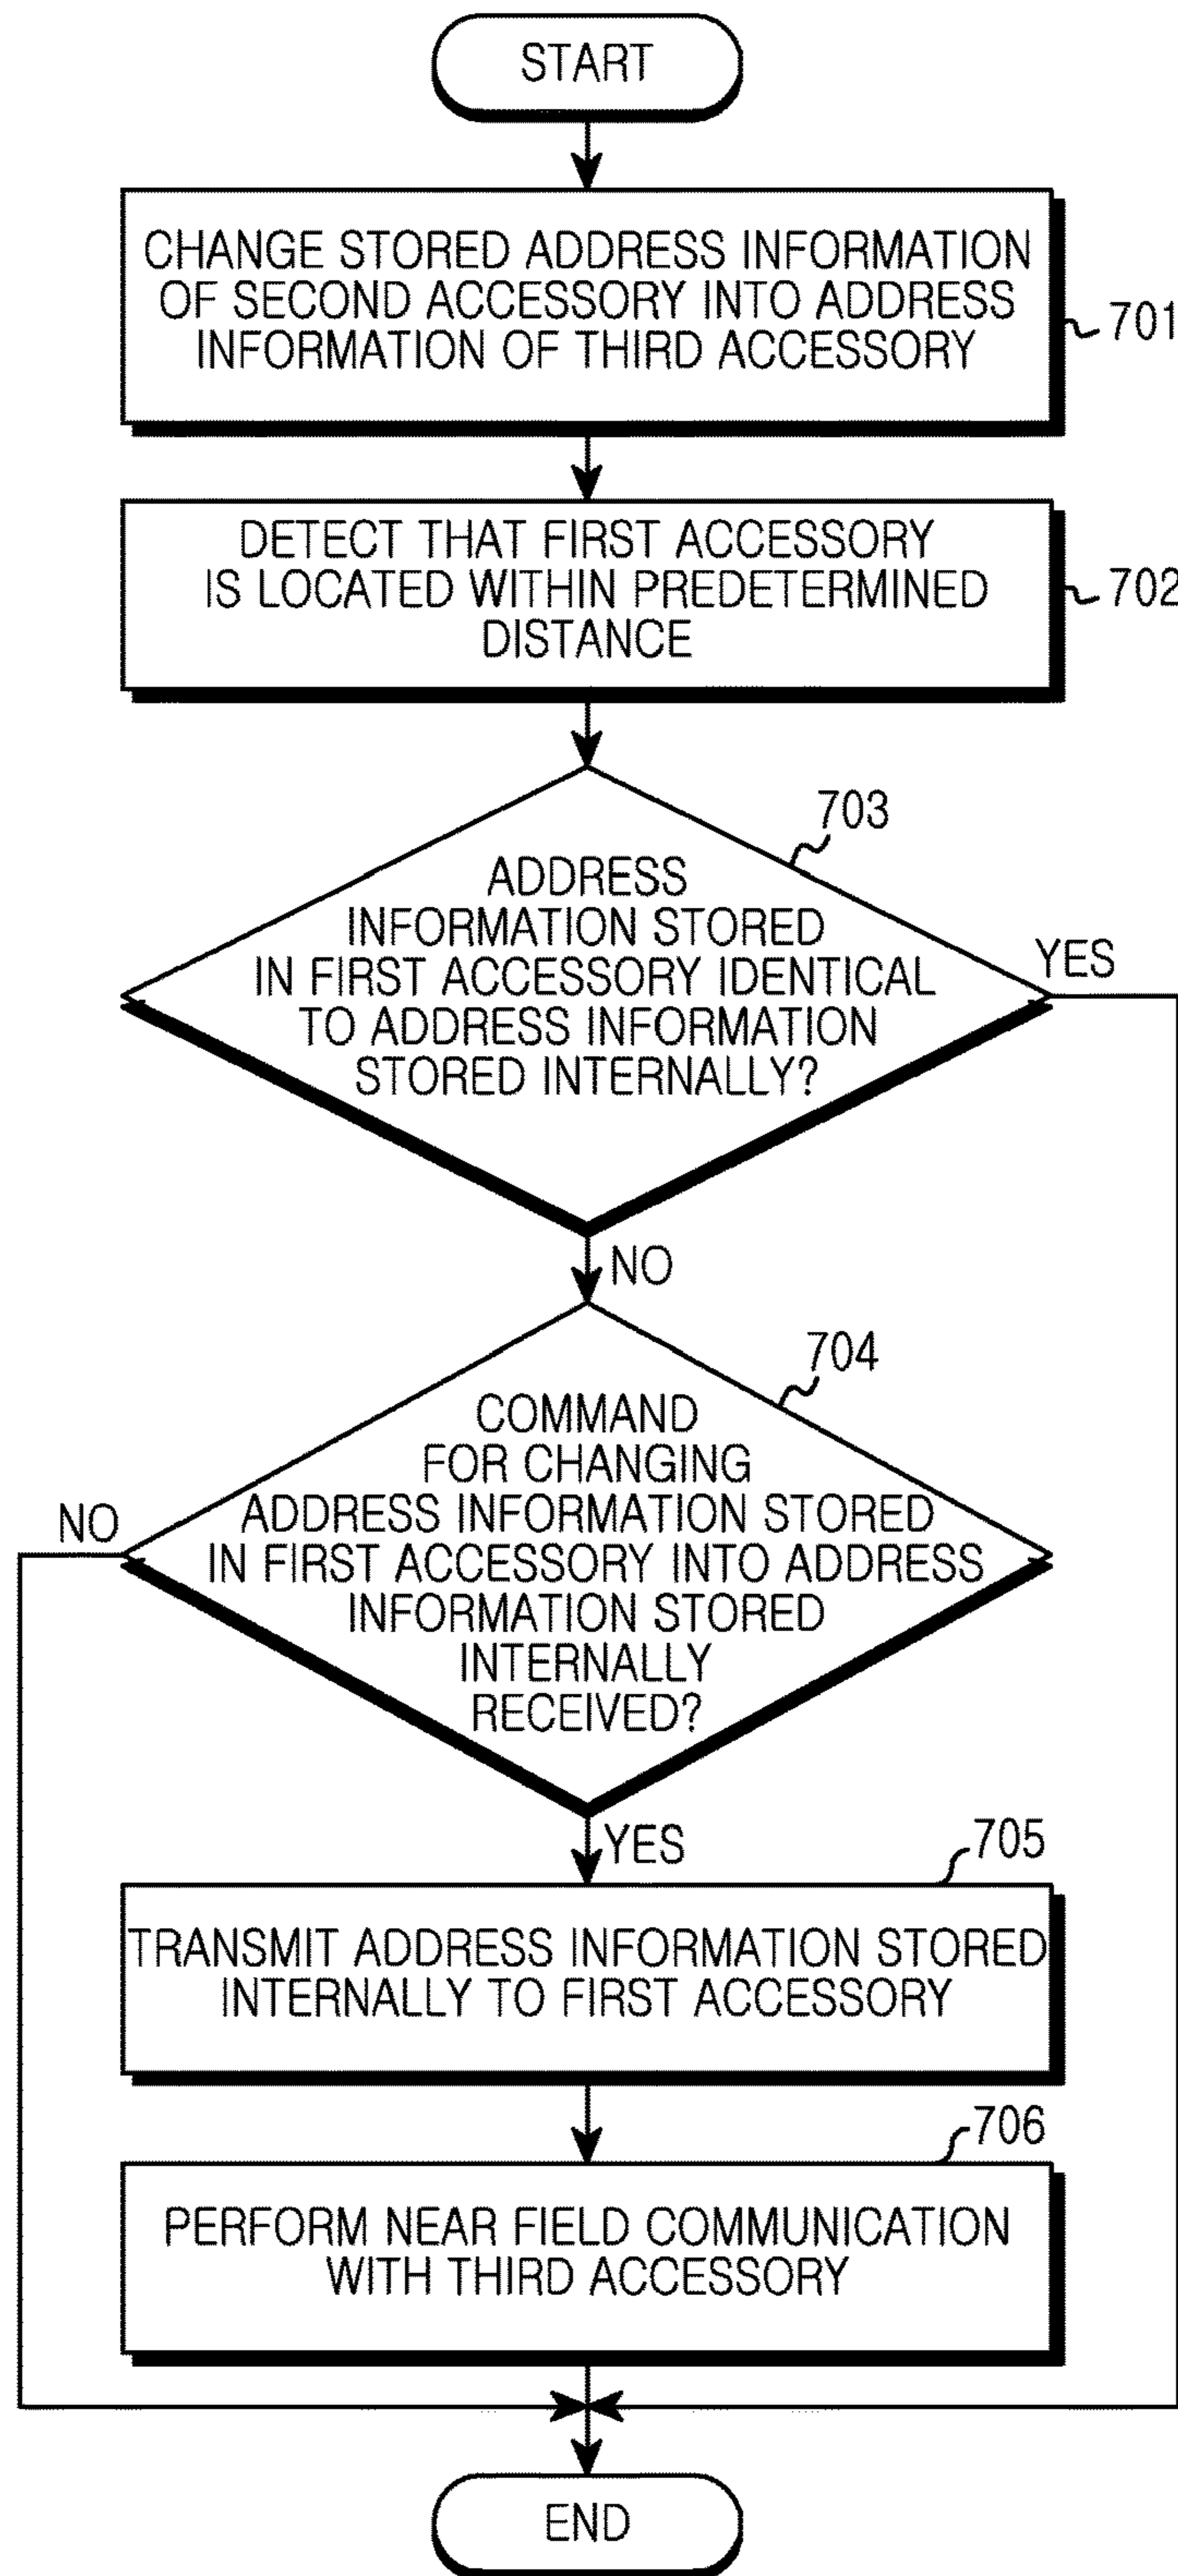 START
CHANGE STORED ADDRESS INFORMATION
OF SECOND ACCESSORY INTO ADDRESS
INFORMATION OF THIRD ACCESSORY
701
DETECT THAT FIRST ACCESSORY
IS LOCATED WITHIN PREDETERMINED
DISTANCE
702
703
ADDRESS
INFORMATION STORED
IN FIRST ACCESSORY IDENTICAL
TO ADDRESS INFORMATION
STORED INTERNALLY?
YES
NO
704
COMMAND
FOR CHANGING
ADDRESS INFORMATION STORED
IN FIRST ACCESSORY INTO ADDRESS
INFORMATION STORED
INTERNALLY
RECEIVED?
NO
YES
705
TRANSMIT ADDRESS INFORMATION STORED
INTERNALLY TO FIRST ACCESSORY
706
PERFORM NEAR FIELD COMMUNICATION
WITH THIRD ACCESSORY
END